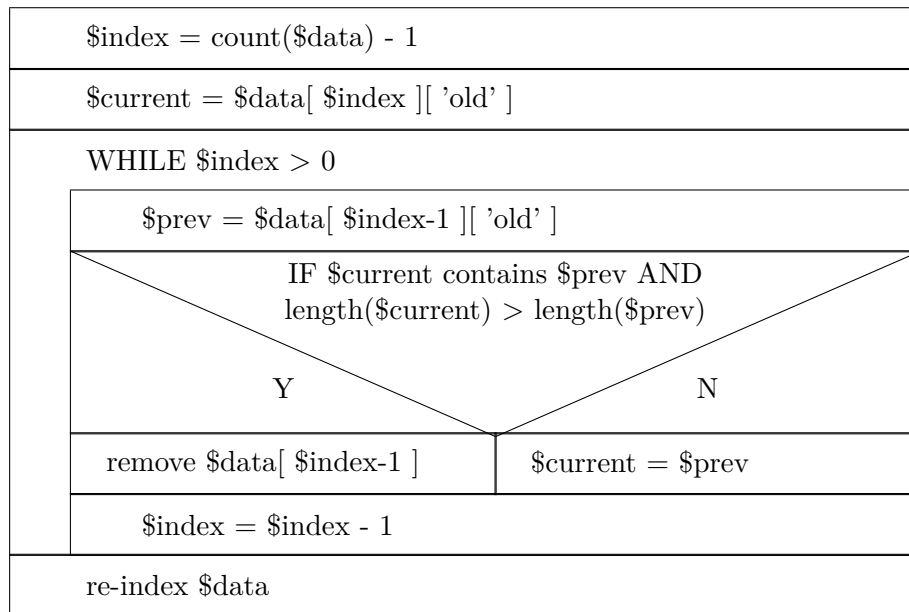 $index = count($data) - 1
$current = $data[ $index ][ 'old' ]
WHILE $index > 0
$prev = $data[ $index-1 ][ 'old' ]
IF $current contains $prev AND
length($current) > length($prev)
Y
N
remove $data[ $index-1 ]
$current = $prev
$index = $index - 1
re-index $data